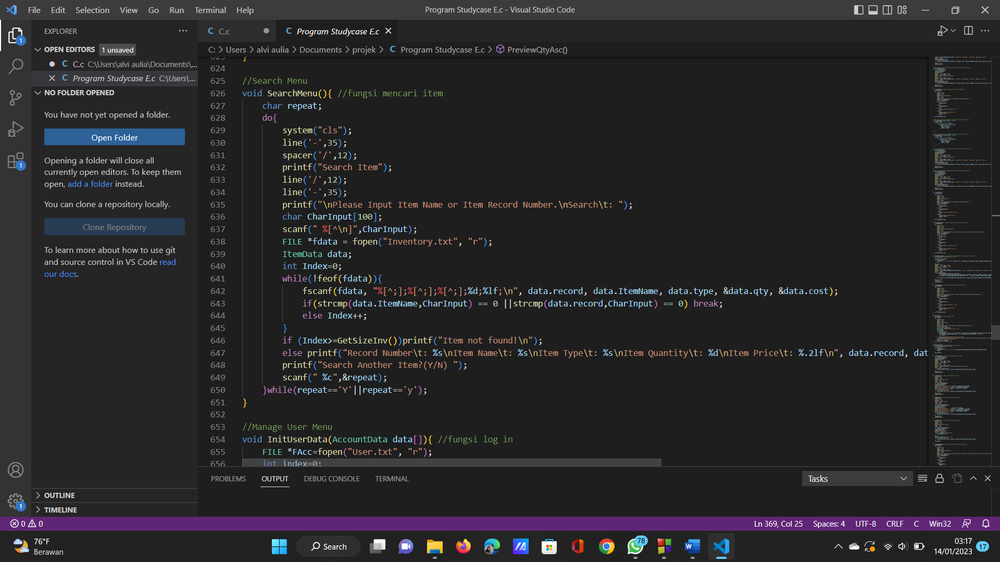 File Edit Selection View Go Run Terminal Help
Program Studycase E.c - Visual Studio Code
EXPLORER
C C.c
C Program Studycase E.c
OPEN EDITORS 1 unsaved
C C.c C:\Users\alvi aulia\Documents\...
C Program Studycase E.c C:\Users\...
NO FOLDER OPENED
You have not yet opened a folder.
Open Folder
Opening a folder will close all
currently open editors. To keep them
open, add a folder instead.
You can clone a repository locally.
Clone Repository
To learn more about how to use git
and source control in VS Code read
our docs.
OUTLINE
TIMELINE
C: > Users > alvi aulia > Documents > projek > C Program Studycase E.c > PreviewQtyAsc()
623 }
624
625 //Search Menu
626 void SearchMenu(){ //fungsi mencari item
627 char repeat;
628 do{
629 system("cls");
630 line('-',35);
631 spacer('/',12);
632 printf("Search Item");
633 line('/',12);
634 line('-',35);
635 printf("\nPlease Input Item Name or Item Record Number.\nSearch\t: ");
636 char CharInput[100];
637 scanf(" %[^\n]",CharInput);
638 FILE *fdata = fopen("Inventory.txt", "r");
639 ItemData data;
640 int Index=0;
641 while(!feof(fdata)){
642 fscanf(fdata, "%[^;];%[^;];%[^;];%d;%lf;\n", data.record, data.ItemName, data.type, &data.qty, &data.cost);
643 if(strcmp(data.ItemName,CharInput) == 0 ||strcmp(data.record,CharInput) == 0) break;
644 else Index++;
645 }
646 if (Index>=GetSizeInv())printf("Item not found!\n");
647 else printf("Record Number\t: %s\nItem Name\t: %s\nItem Type\t: %s\nItem Quantity\t: %d\nItem Price\t: %.2lf\n", data.record, dat
648 printf("Search Another Item?(Y/N) ");
649 scanf(" %c",&repeat);
650 }while(repeat=='Y'||repeat=='y');
651 }
652
653 //Manage User Menu
654 void InitUserData(AccountData data[]){ //fungsi log in
655 FILE *FAcc=fopen("User.txt", "r");
656 int index=0;
PROBLEMS OUTPUT DEBUG CONSOLE TERMINAL
Tasks
0 0
Ln 369, Col 25 Spaces: 4 UTF-8 CRLF C Win32
76°F
Berawan
Search
78
03:17
14/01/2023
17